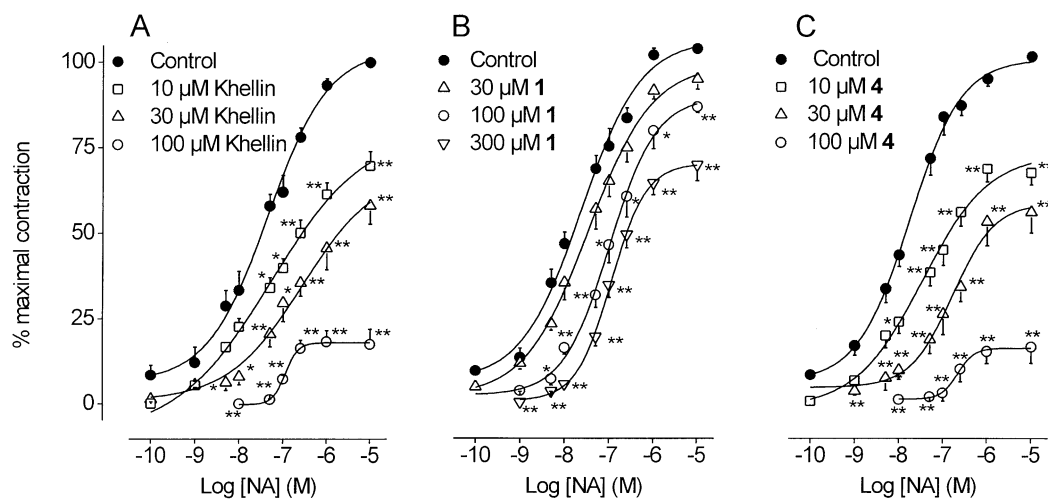 A
Control
10 µM Khellin
30 µM Khellin
100 µM Khellin
B
Control
30 µM 1
100 µM 1
300 µM 1
C
Control
10 µM 4
30 µM 4
100 µM 4
% maximal contraction
100
75
50
25
0
-10 -9 -8 -7 -6 -5
Log [NA] (M)
-10 -9 -8 -7 -6 -5
Log [NA] (M)
-10 -9 -8 -7 -6 -5
Log [NA] (M)